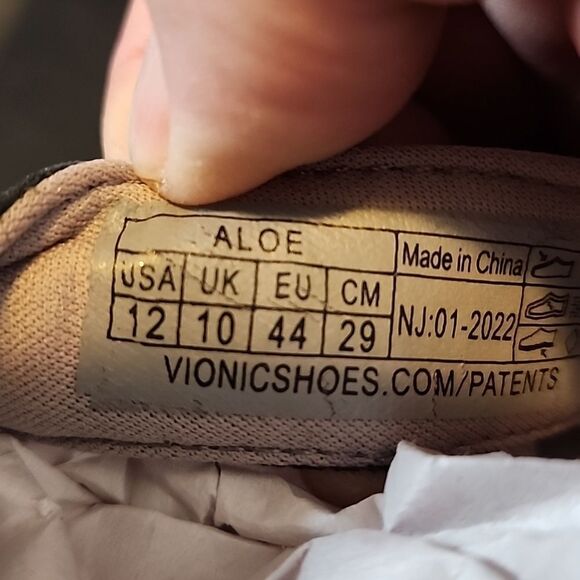 ALOE
USA UK EU CM
12 10 44 29
Made in China
NJ:01-2022
VIONICSHOES.COM/PATENTS